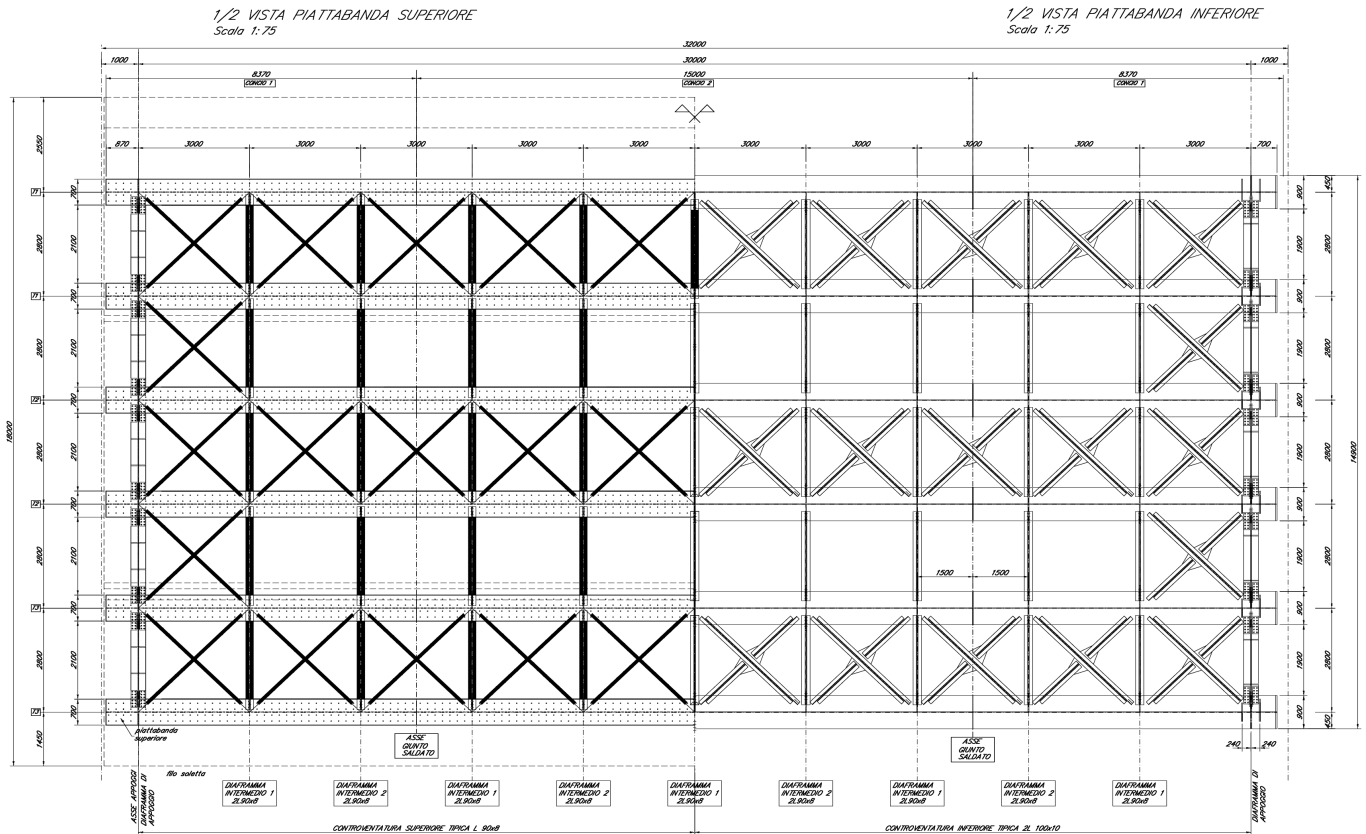 1/2 VISTA PIATTABANDA SUPERIORE
Scala 1:75
1/2 VISTA PIATTABANDA INFERIORE
Scala 1:75
32000
1000
30000
1000
8370
15000
8370
CONCIO 1
CONCIO 2
CONCIO 1
870
3000
3000
3000
3000
3000
3000
3000
3000
3000
3000
700
18000
2550
2800
2800
2800
2800
2800
1450
700
2100
700
2100
700
2100
700
2100
700
2100
700
900
1900
900
1900
900
1900
900
1900
900
1900
900
450
2800
2800
2800
2800
2800
450
14900
1500
1500
240
240
piattabanda
superiore
filo soletta
ASSE APPOGGI
DIAFRAMMA DI
APPOGGIO
ASSE
GIUNTO
SALDATO
ASSE
GIUNTO
SALDATO
DIAFRAMMA
INTERMEDIO 1
2L90x8
DIAFRAMMA
INTERMEDIO 2
2L90x8
DIAFRAMMA
INTERMEDIO 1
2L90x8
DIAFRAMMA
INTERMEDIO 2
2L90x8
DIAFRAMMA
INTERMEDIO 1
2L90x8
DIAFRAMMA
INTERMEDIO 2
2L90x8
DIAFRAMMA
INTERMEDIO 1
2L90x8
DIAFRAMMA
INTERMEDIO 2
2L90x8
DIAFRAMMA
INTERMEDIO 1
2L90x8
DIAFRAMMA DI
APPOGGIO
CONTROVENTATURA SUPERIORE TIPICA L 90x8
CONTROVENTATURA INFERIORE TIPICA 2L 100x10